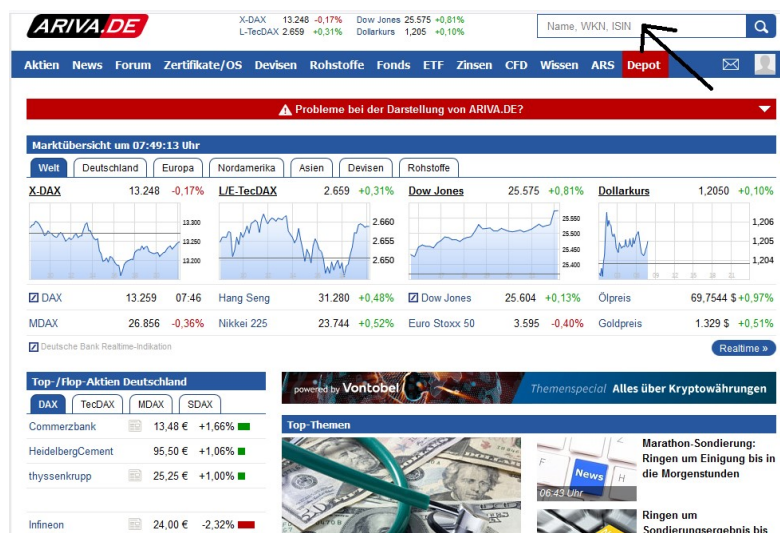 ARIVA.DE
X-DAX 13.248 -0,17% Dow Jones 25.575 +0,81%
L-TecDAX 2.659 +0,31% Dollarkurs 1,205 +0,10%
Name, WKN, ISIN
Aktien News Forum Zertifikate/OS Devisen Rohstoffe Fonds ETF Zinsen CFD Wissen ARS Depot
Probleme bei der Darstellung von ARIVA.DE?
Marktübersicht um 07:49:13 Uhr
Welt Deutschland Europa Nordamerika Asien Devisen Rohstoffe
X-DAX 13.248 -0,17% L/E-TecDAX 2.659 +0,31% Dow Jones 25.575 +0,81% Dollarkurs 1,2050 +0,10%
13.300
13.250
13.200
2.660
2.655
2.650
25.550
25.500
25.450
25.400
1,206
1,205
1,204
DAX 13.259 07:46 Hang Seng 31.280 +0,48% Dow Jones 25.604 +0,13% Ölpreis 69,7544 $ +0,97%
MDAX 26.856 -0,36% Nikkei 225 23.744 +0,52% Euro Stoxx 50 3.595 -0,40% Goldpreis 1.329 $ +0,51%
Deutsche Bank Realtime-Indikation
Realtime »
Top-/Flop-Aktien Deutschland
DAX TecDAX MDAX SDAX
Commerzbank 13,48 € +1,66%
HeidelbergCement 95,50 € +1,06%
thyssenkrupp 25,25 € +1,00%
Infineon 24,00 € -2,32%
powered by Vontobel Themenspecial Alles über Kryptowährungen
Top-Themen
News
06:43 Uhr
Marathon-Sondierung:
Ringen um Einigung bis in
die Morgenstunden
Ringen um
Sondierungsergebnis bis